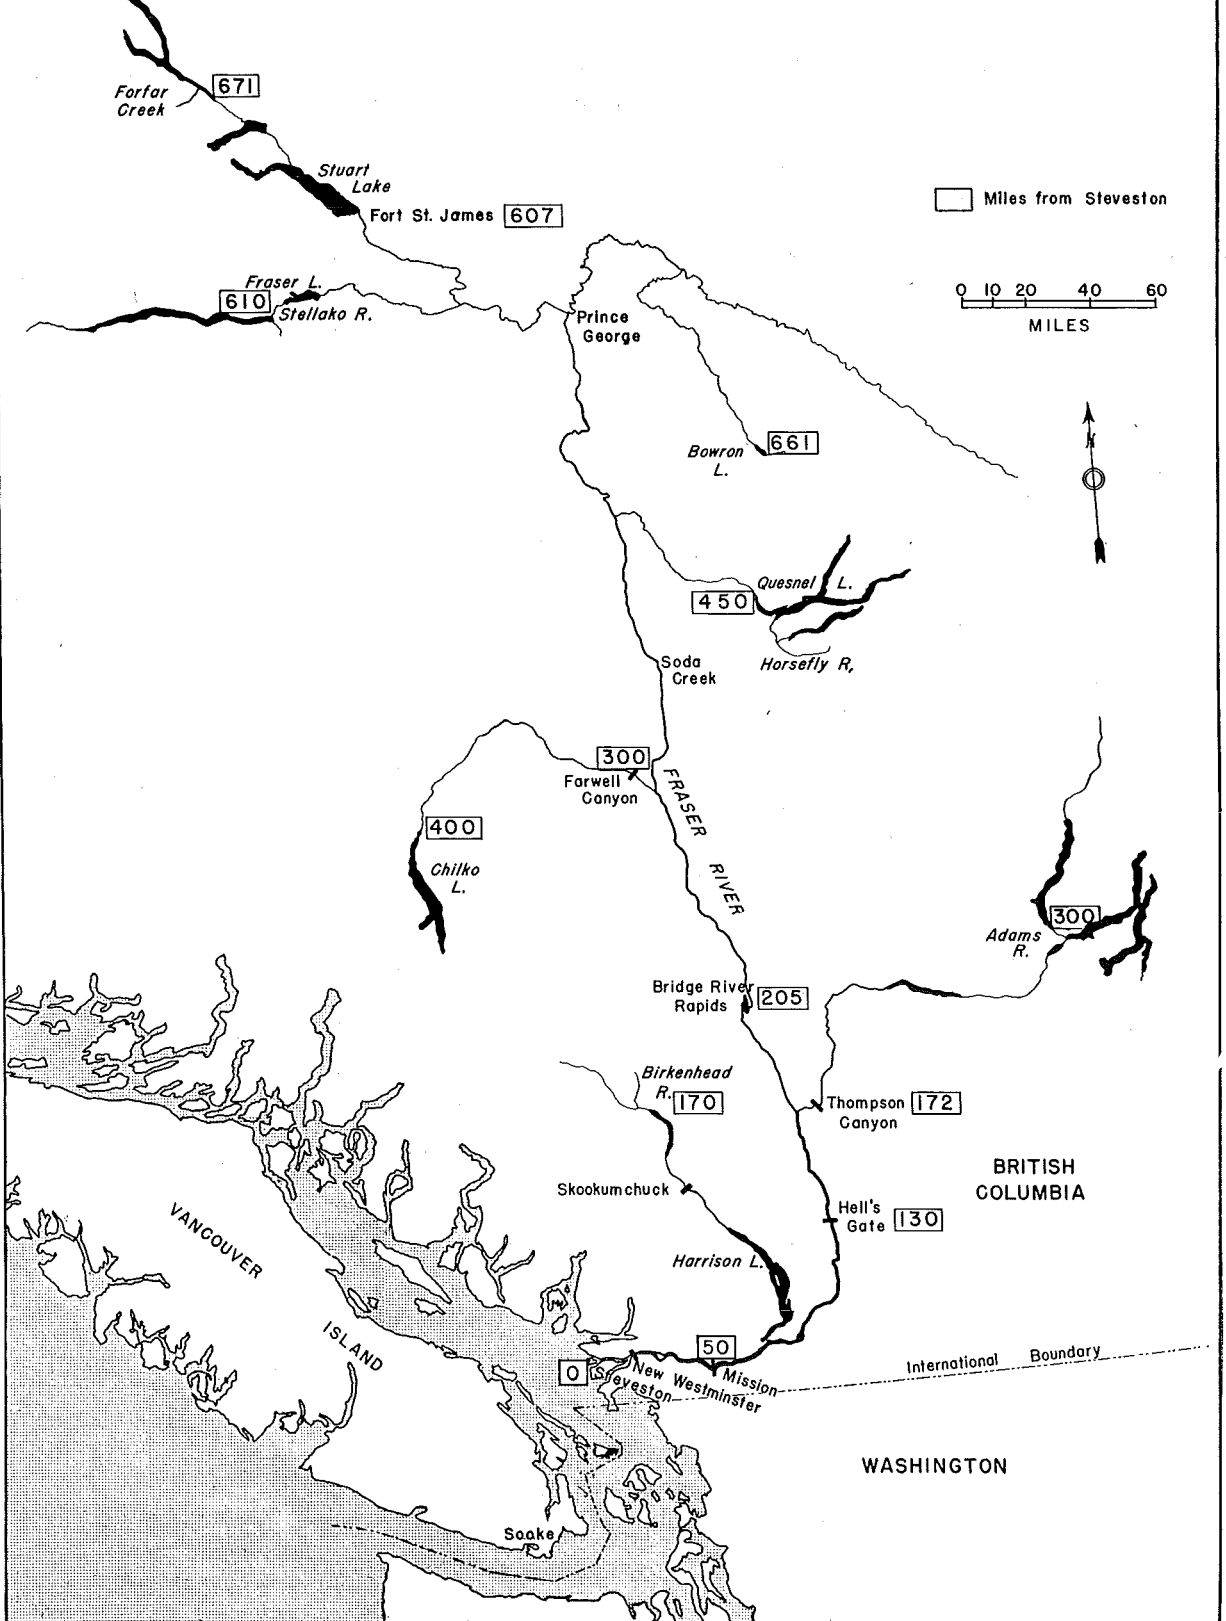 671
Forfar
Creek
Stuart
Lake
Fort St. James 607
Miles from Steveston
0 10 20 40 60
MILES
Fraser L.
610
Stellako R.
Prince
George
N
Bowron
L.
661
Quesnel L.
450
Horsefly R,
Soda
Creek
300
Farwell
Canyon
FRASER
RIVER
400
Chilko
L.
300
Adams
R.
Bridge River
Rapids
205
Birkenhead
R.
170
Thompson
Canyon
172
BRITISH
COLUMBIA
Skookumchuck
Hell's
Gate
130
VANCOUVER
ISLAND
Harrison L.
50
0
Steveston
New Westminster
Mission
International Boundary
WASHINGTON
Sooke